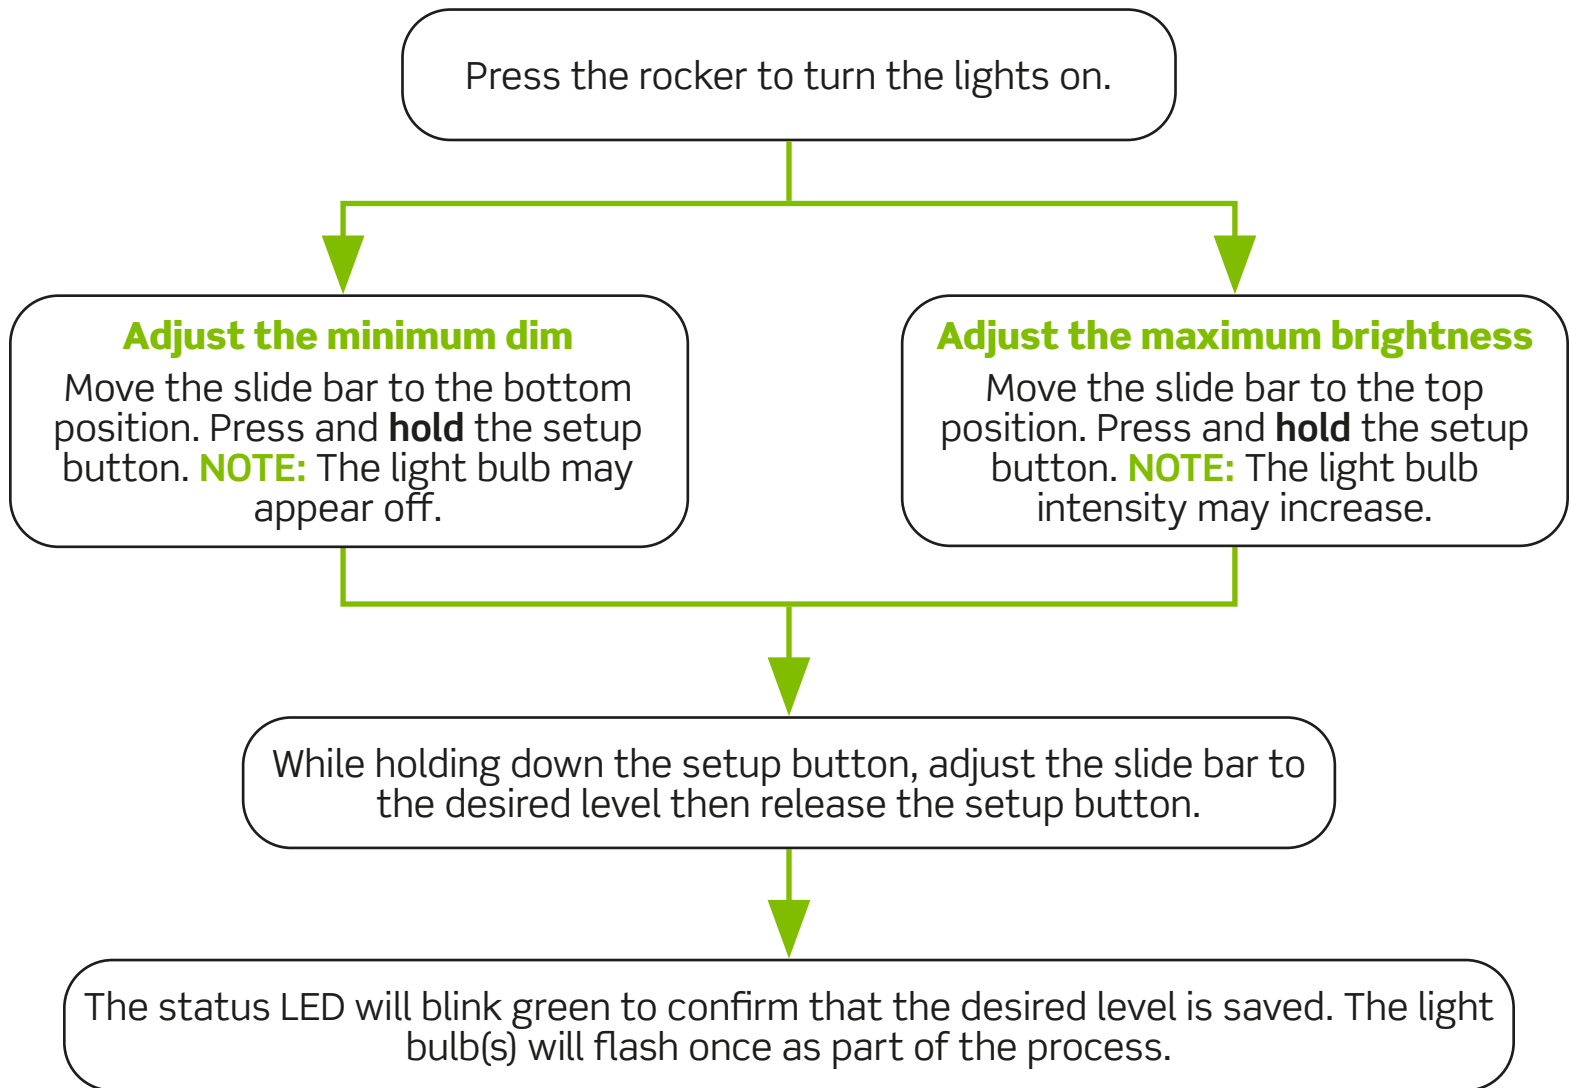 Press the rocker to turn the lights on.
Adjust the minimum dim
Move the slide bar to the bottom
position. Press and hold the setup
button. NOTE: The light bulb may
appear off.
Adjust the maximum brightness
Move the slide bar to the top
position. Press and hold the setup
button. NOTE: The light bulb
intensity may increase.
While holding down the setup button, adjust the slide bar to
the desired level then release the setup button.
The status LED will blink green to confirm that the desired level is saved. The light
bulb(s) will flash once as part of the process.